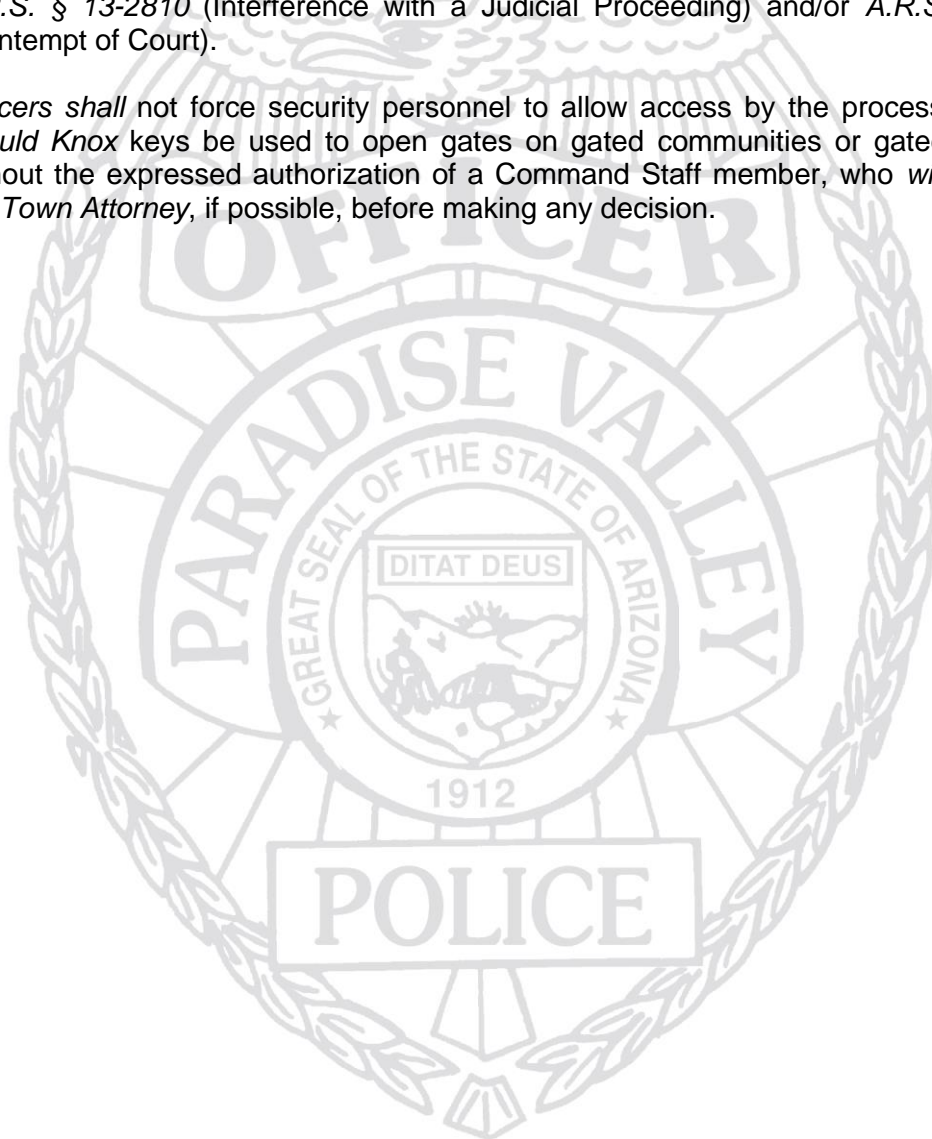 .S. § 13-2810 (Interference with a Judicial Proceeding) and/or A.R.S
ntempt of Court).
cers shall not force security personnel to allow access by the process
uld Knox keys be used to open gates on gated communities or gated
hout the expressed authorization of a Command Staff member, who w
Town Attorney, if possible, before making any decision.
OFFICER
PARADISE VALLEY
GREAT SEAL OF THE STATE OF ARIZONA
DITAT DEUS
1912
POLICE